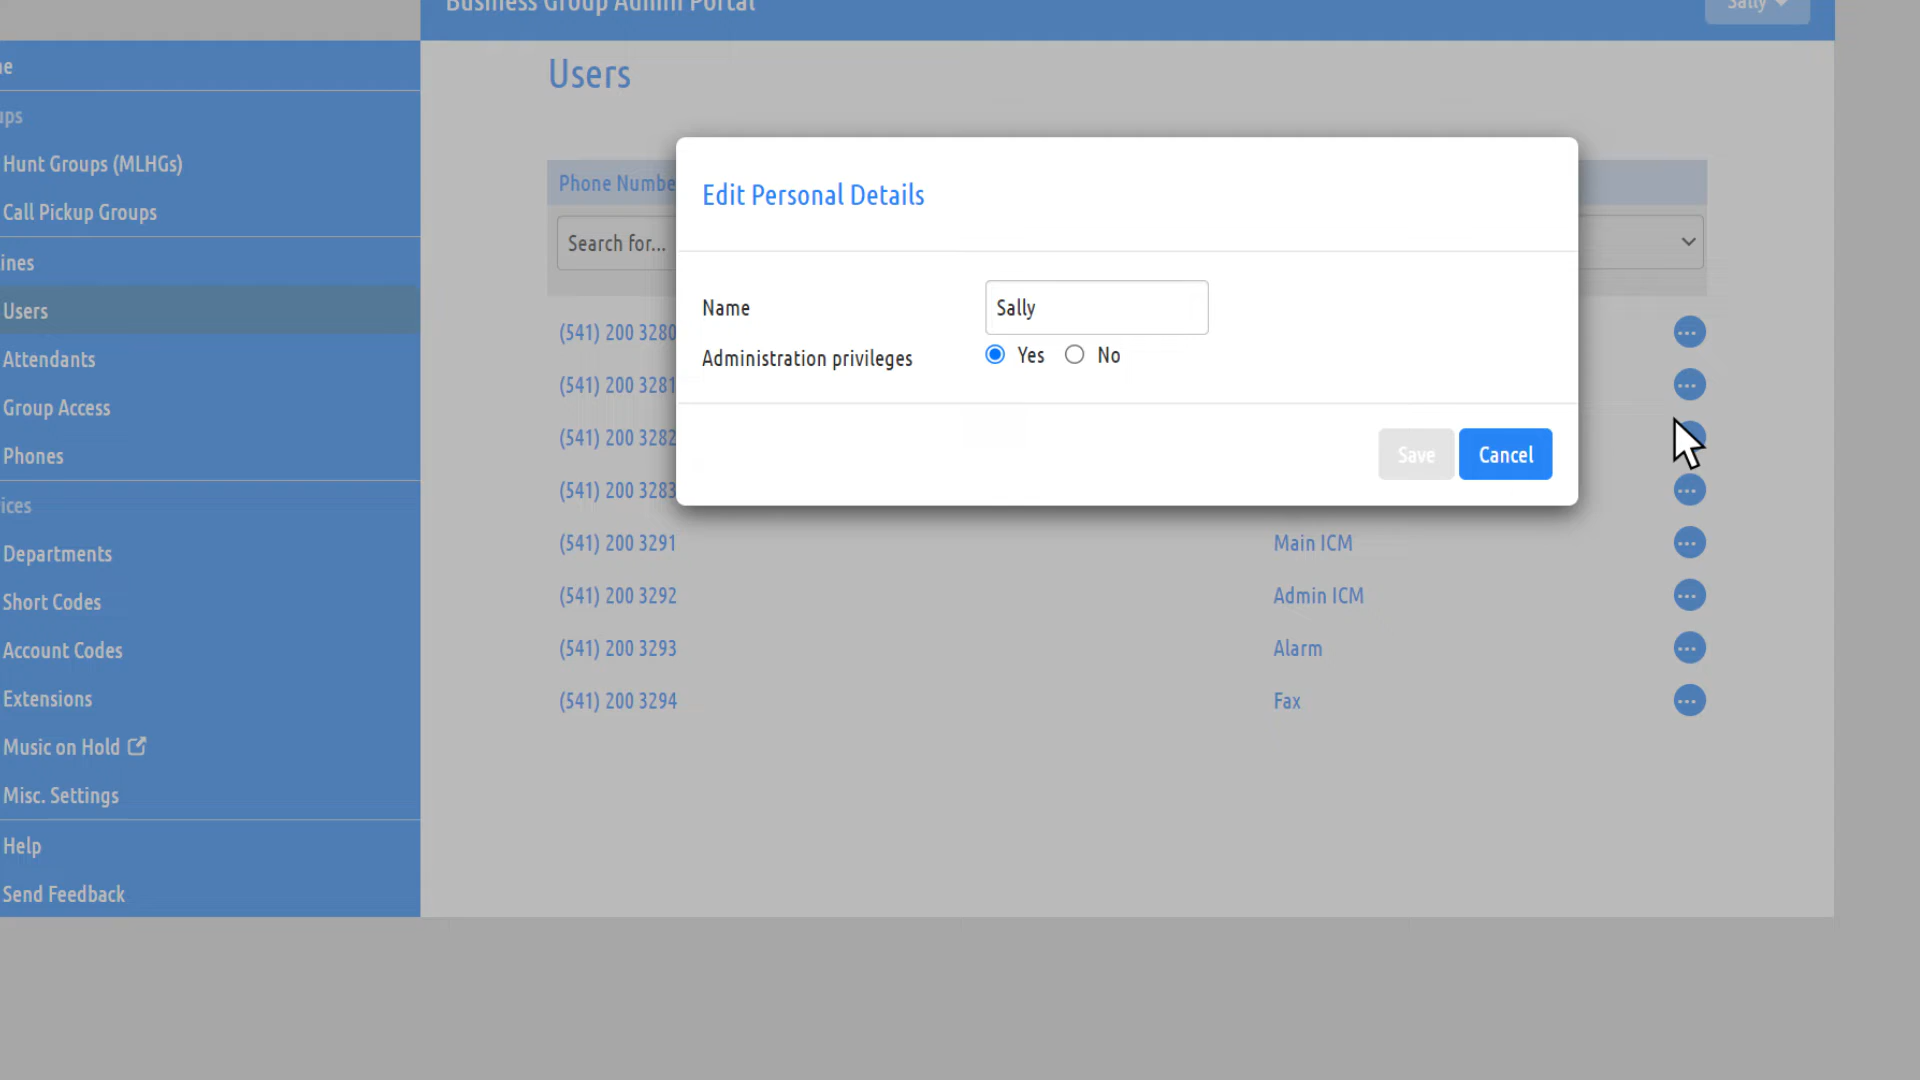 Business Group Admin Portal
Sally
e
ups
Hunt Groups (MLHGs)
Call Pickup Groups
ines
Users
Attendants
Group Access
Phones
ices
Departments
Short Codes
Account Codes
Extensions
Music on Hold
Misc. Settings
Help
Send Feedback
Users
Phone Numbe
Search for...
(541) 200 3280
(541) 200 3281
(541) 200 3282
(541) 200 3283
(541) 200 3291 Main ICM
(541) 200 3292 Admin ICM
(541) 200 3293 Alarm
(541) 200 3294 Fax
Edit Personal Details
Name Sally
Administration privileges Yes No
Save Cancel